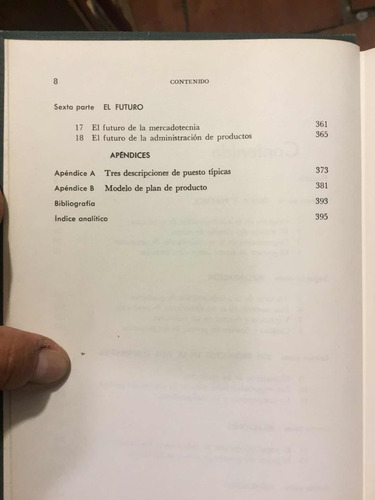 8 CONTENIDO
Sexta parte EL FUTURO
17 El futuro de la mercadotecnia 361
18 El futuro de la administración de productos 365
APÉNDICES
Apéndice A Tres descripciones de puesto típicas 373
Apéndice B Modelo de plan de producto 381
Bibliografía 393
Índice analítico 395